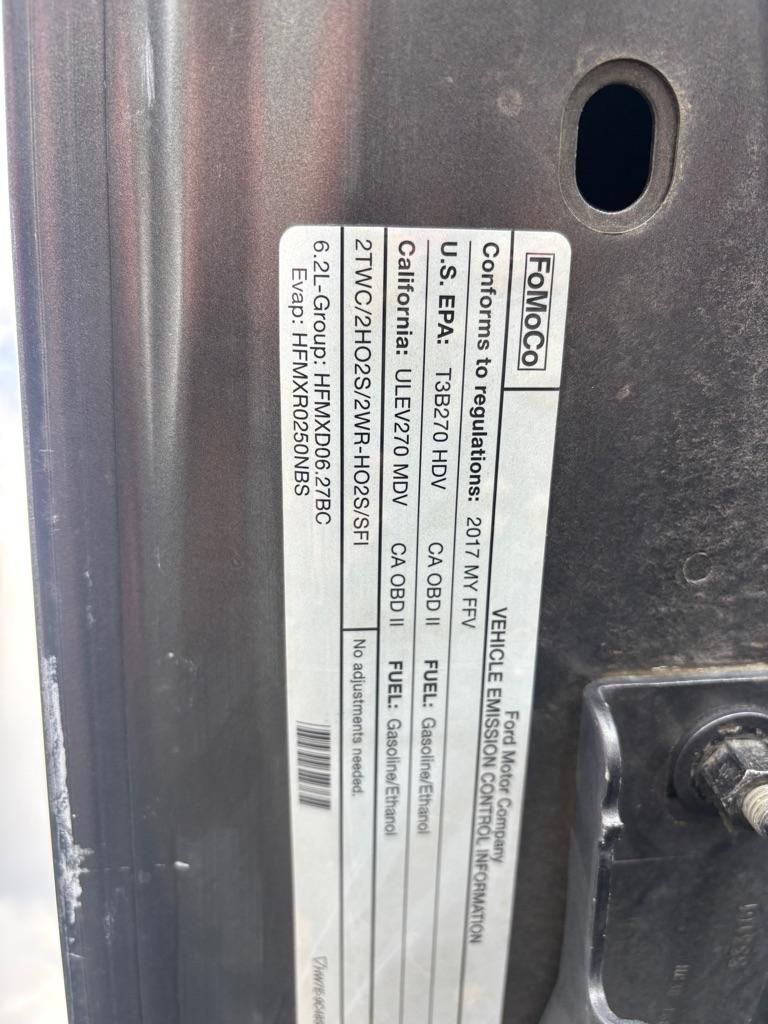 FoMoCo
Ford Motor Company
VEHICLE EMISSION CONTROL INFORMATION
Conforms to regulations: 2017 MY FFV
U.S. EPA: T3B270 HDV CA OBD II FUEL: Gasoline/Ethanol
California: ULEV270 MDV CA OBD II FUEL: Gasoline/Ethanol
2TWC/2HO2S/2WR-HO2S/SFI
No adjustments needed.
6.2L-Group: HFMXD06.27BC
Evap: HFMXR0250NBS